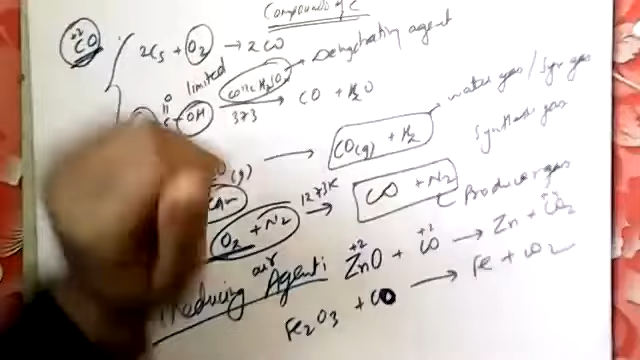 Compounds of C
+2
CO
2Cs + O2 → 2CO
limited
O
OH conc H2SO4 → Dehydrating agent
373 CO + H2O
(g) → CO(g) + H2 → water gas / Syn gas
Synthesis gas
O2 + N2 1273K → CO + N2 Producer gas
air
Reducing Agent: +2 ZnO + +2 CO → Zn + CO2
Fe2O3 + CO → Fe + CO2